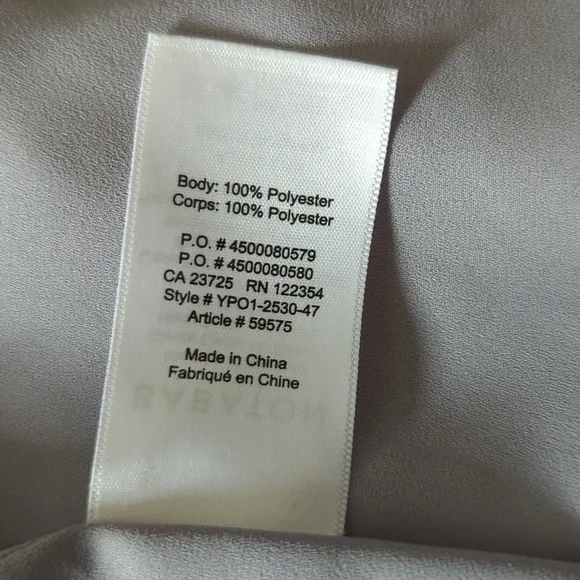 Body: 100% Polyester
Corps: 100% Polyester
P.O. # 4500080579
P.O. # 4500080580
CA 23725 RN 122354
Style # YPO1-2530-47
Article # 59575
Made in China
Fabriqué en Chine